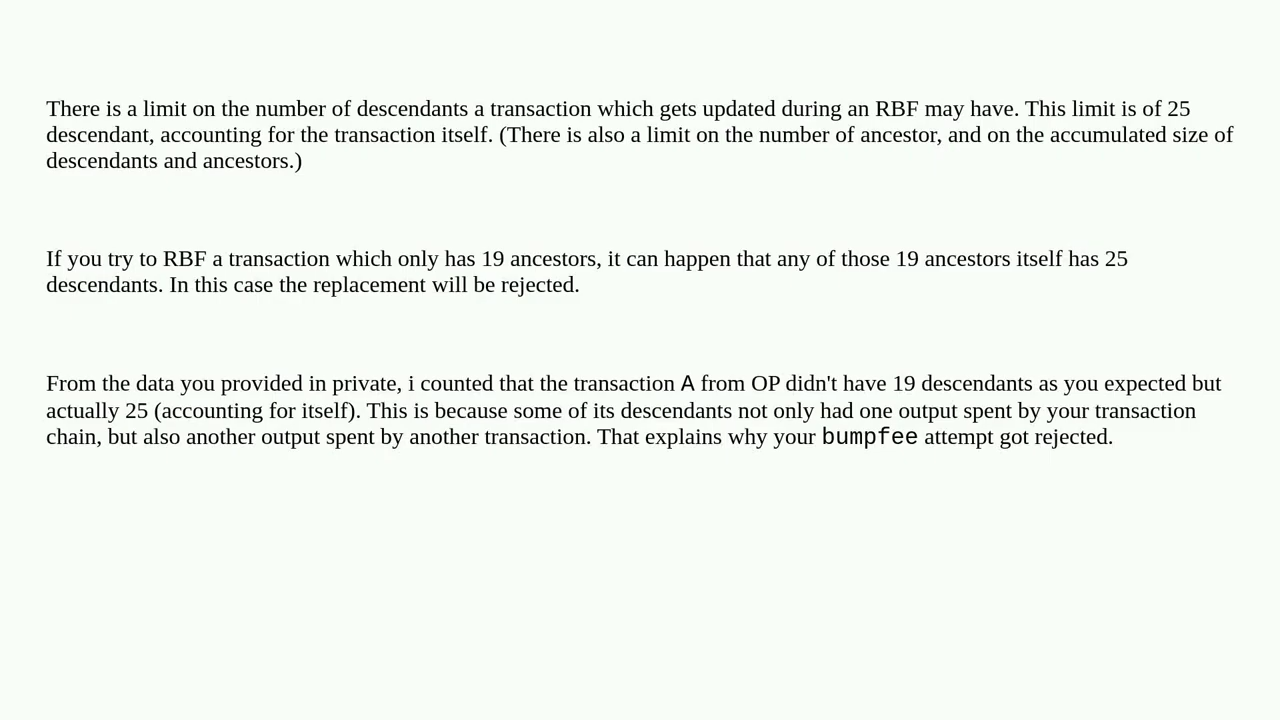 There is a limit on the number of descendants a transaction which gets updated during an RBF may have. This limit is of 25
descendant, accounting for the transaction itself. (There is also a limit on the number of ancestor, and on the accumulated size of
descendants and ancestors.)
If you try to RBF a transaction which only has 19 ancestors, it can happen that any of those 19 ancestors itself has 25
descendants. In this case the replacement will be rejected.
From the data you provided in private, i counted that the transaction A from OP didn't have 19 descendants as you expected but
actually 25 (accounting for itself). This is because some of its descendants not only had one output spent by your transaction
chain, but also another output spent by another transaction. That explains why your bumpfee attempt got rejected.